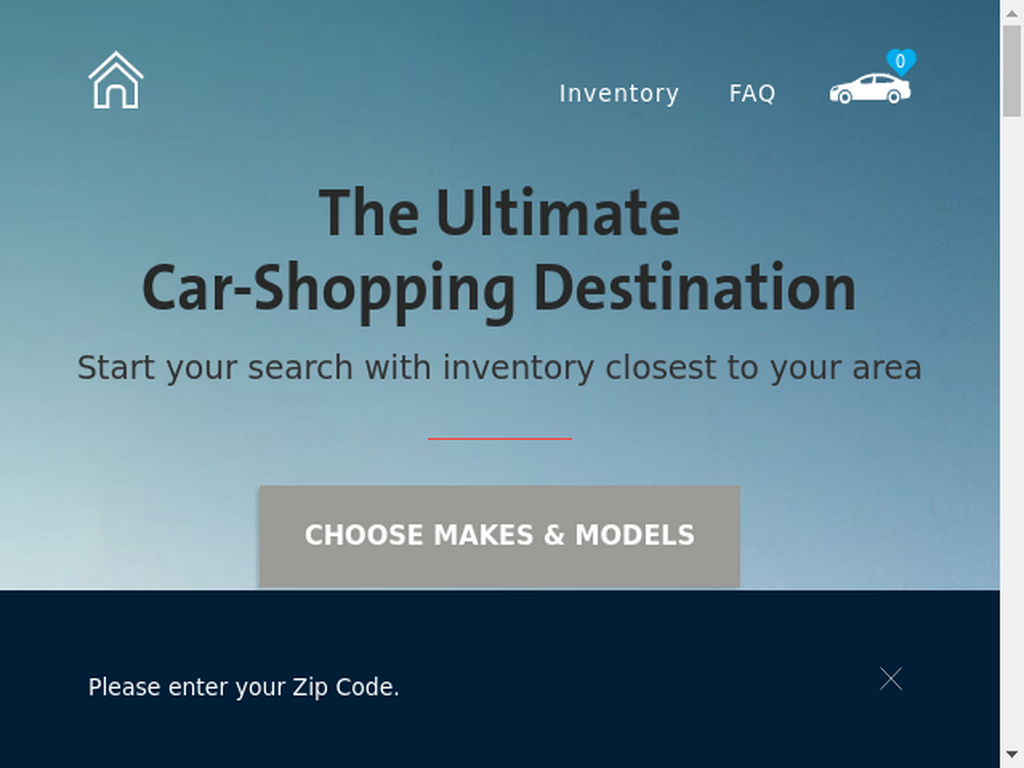 Inventory
FAQ
0
The Ultimate
Car-Shopping Destination
Start your search with inventory closest to your area
CHOOSE MAKES & MODELS
Please enter your Zip Code.